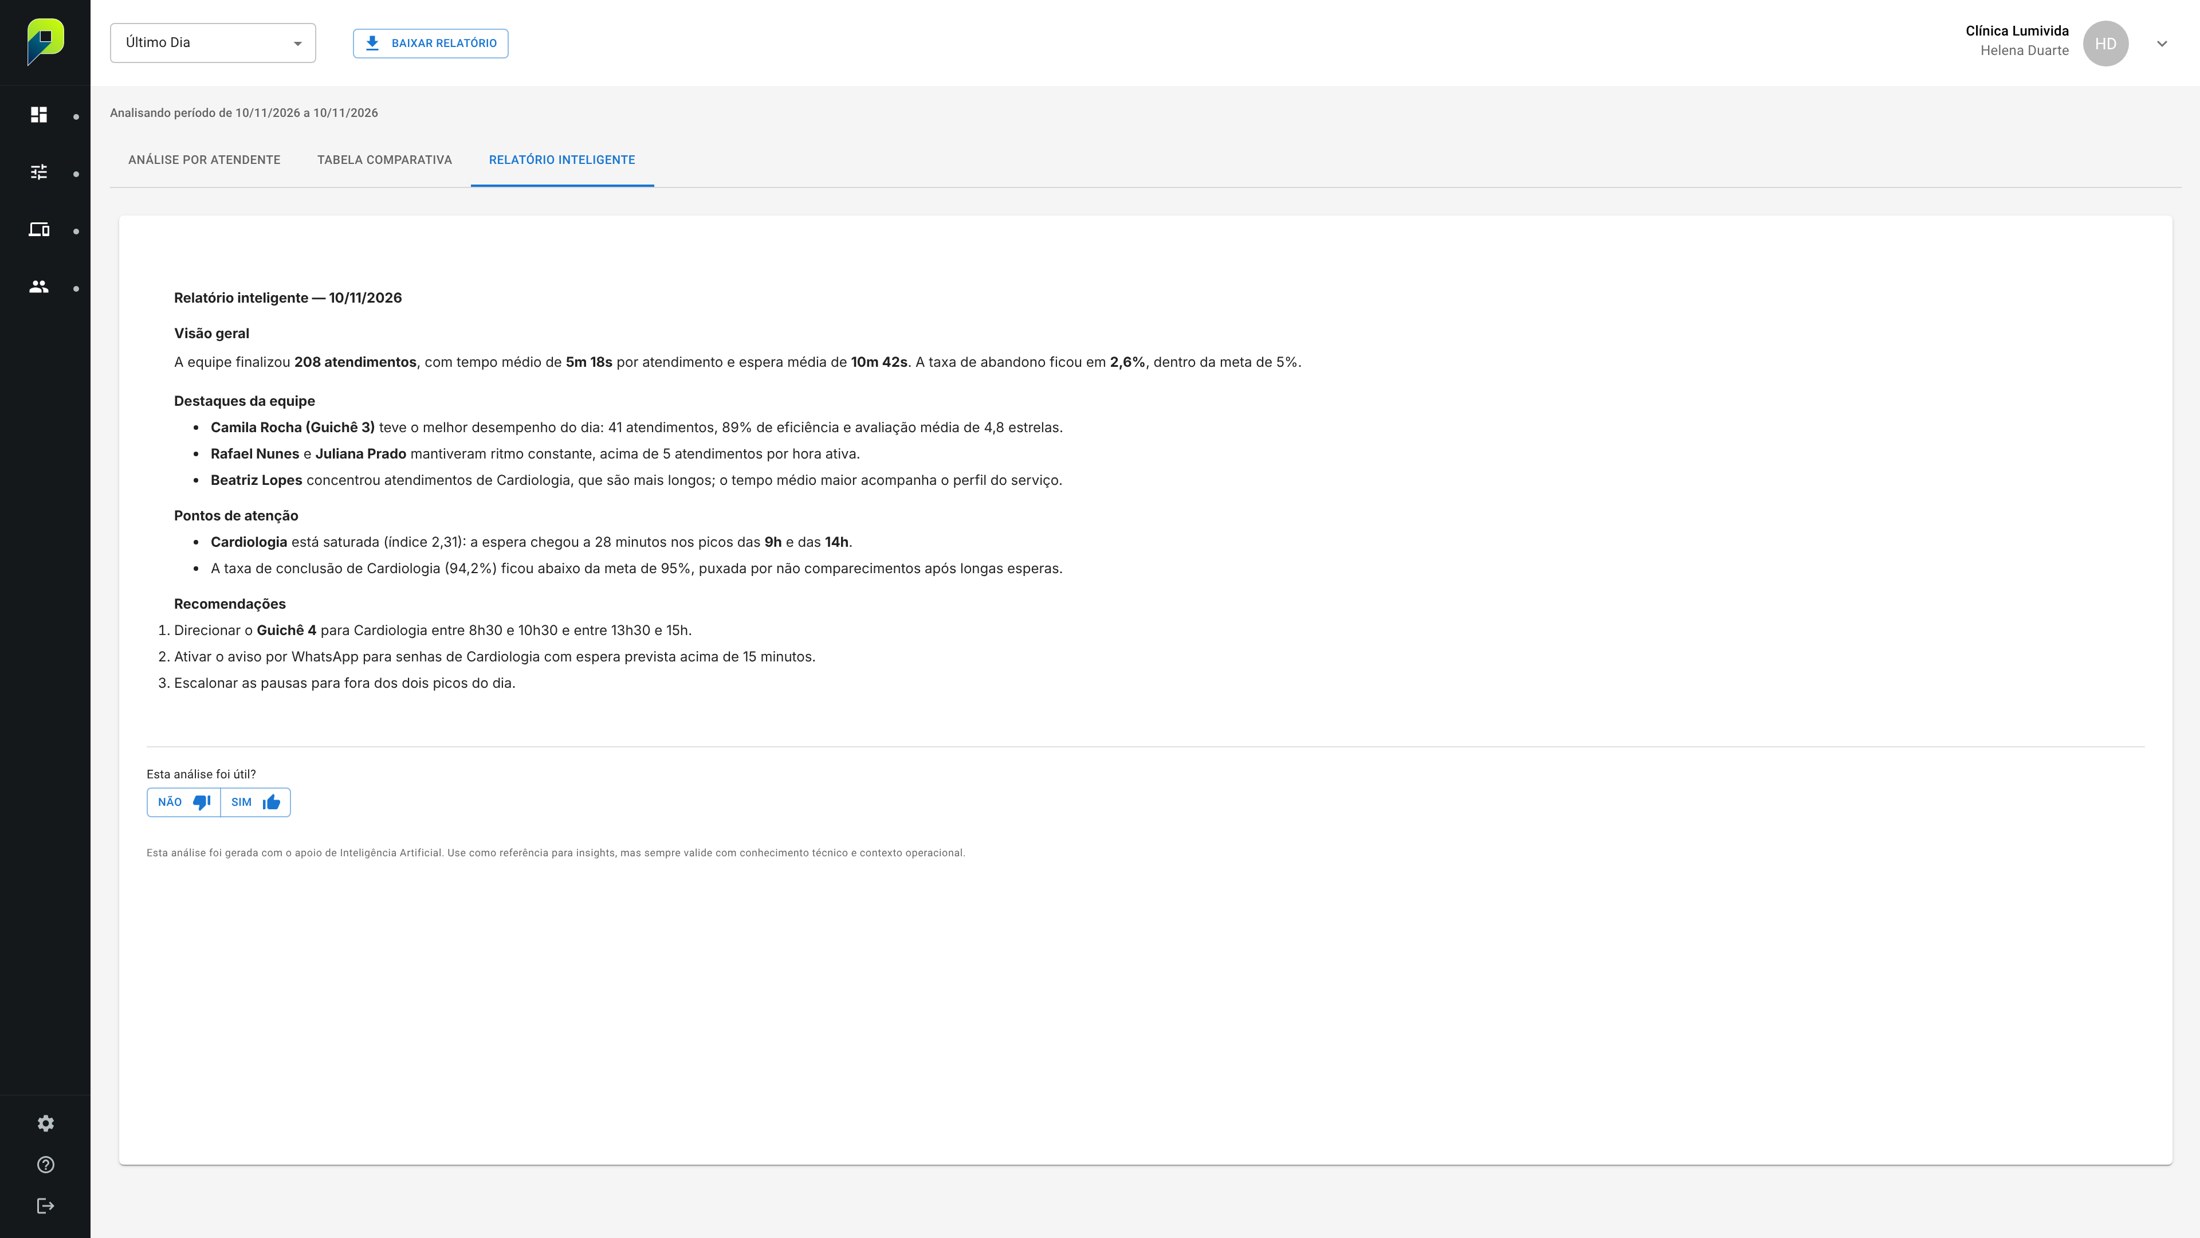 Último Dia
BAIXAR RELATÓRIO
Clínica Lumivida
Helena Duarte
HD
Analisando período de 10/11/2026 a 10/11/2026
ANÁLISE POR ATENDENTE
TABELA COMPARATIVA
RELATÓRIO INTELIGENTE
Relatório inteligente — 10/11/2026
Visão geral
A equipe finalizou 208 atendimentos, com tempo médio de 5m 18s por atendimento e espera média de 10m 42s. A taxa de abandono ficou em 2,6%, dentro da meta de 5%.
Destaques da equipe
• Camila Rocha (Guichê 3) teve o melhor desempenho do dia: 41 atendimentos, 89% de eficiência e avaliação média de 4,8 estrelas.
• Rafael Nunes e Juliana Prado mantiveram ritmo constante, acima de 5 atendimentos por hora ativa.
• Beatriz Lopes concentrou atendimentos de Cardiologia, que são mais longos; o tempo médio maior acompanha o perfil do serviço.
Pontos de atenção
• Cardiologia está saturada (índice 2,31): a espera chegou a 28 minutos nos picos das 9h e das 14h.
• A taxa de conclusão de Cardiologia (94,2%) ficou abaixo da meta de 95%, puxada por não comparecimentos após longas esperas.
Recomendações
1. Direcionar o Guichê 4 para Cardiologia entre 8h30 e 10h30 e entre 13h30 e 15h.
2. Ativar o aviso por WhatsApp para senhas de Cardiologia com espera prevista acima de 15 minutos.
3. Escalonar as pausas para fora dos dois picos do dia.
Esta análise foi útil?
NÃO
SIM
Esta análise foi gerada com o apoio de Inteligência Artificial. Use como referência para insights, mas sempre valide com conhecimento técnico e contexto operacional.